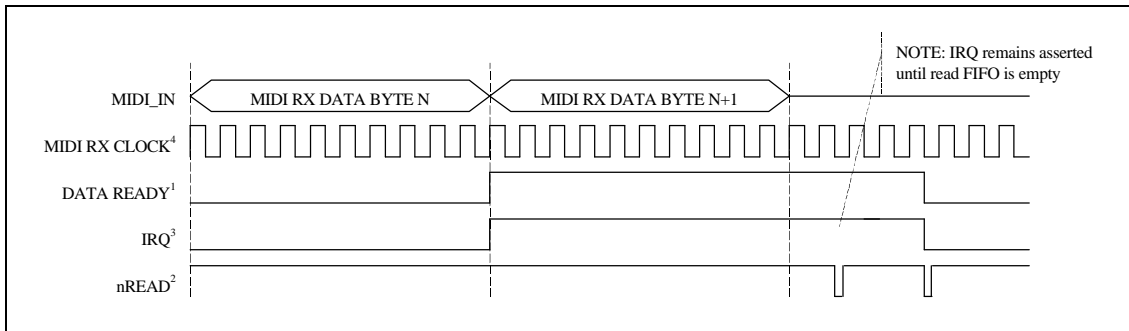 NOTE: IRQ remains asserted
until read FIFO is empty
MIDI_IN
MIDI RX DATA BYTE N
MIDI RX DATA BYTE N+1
MIDI RX CLOCK⁴
DATA READY¹
IRQ³
nREAD²